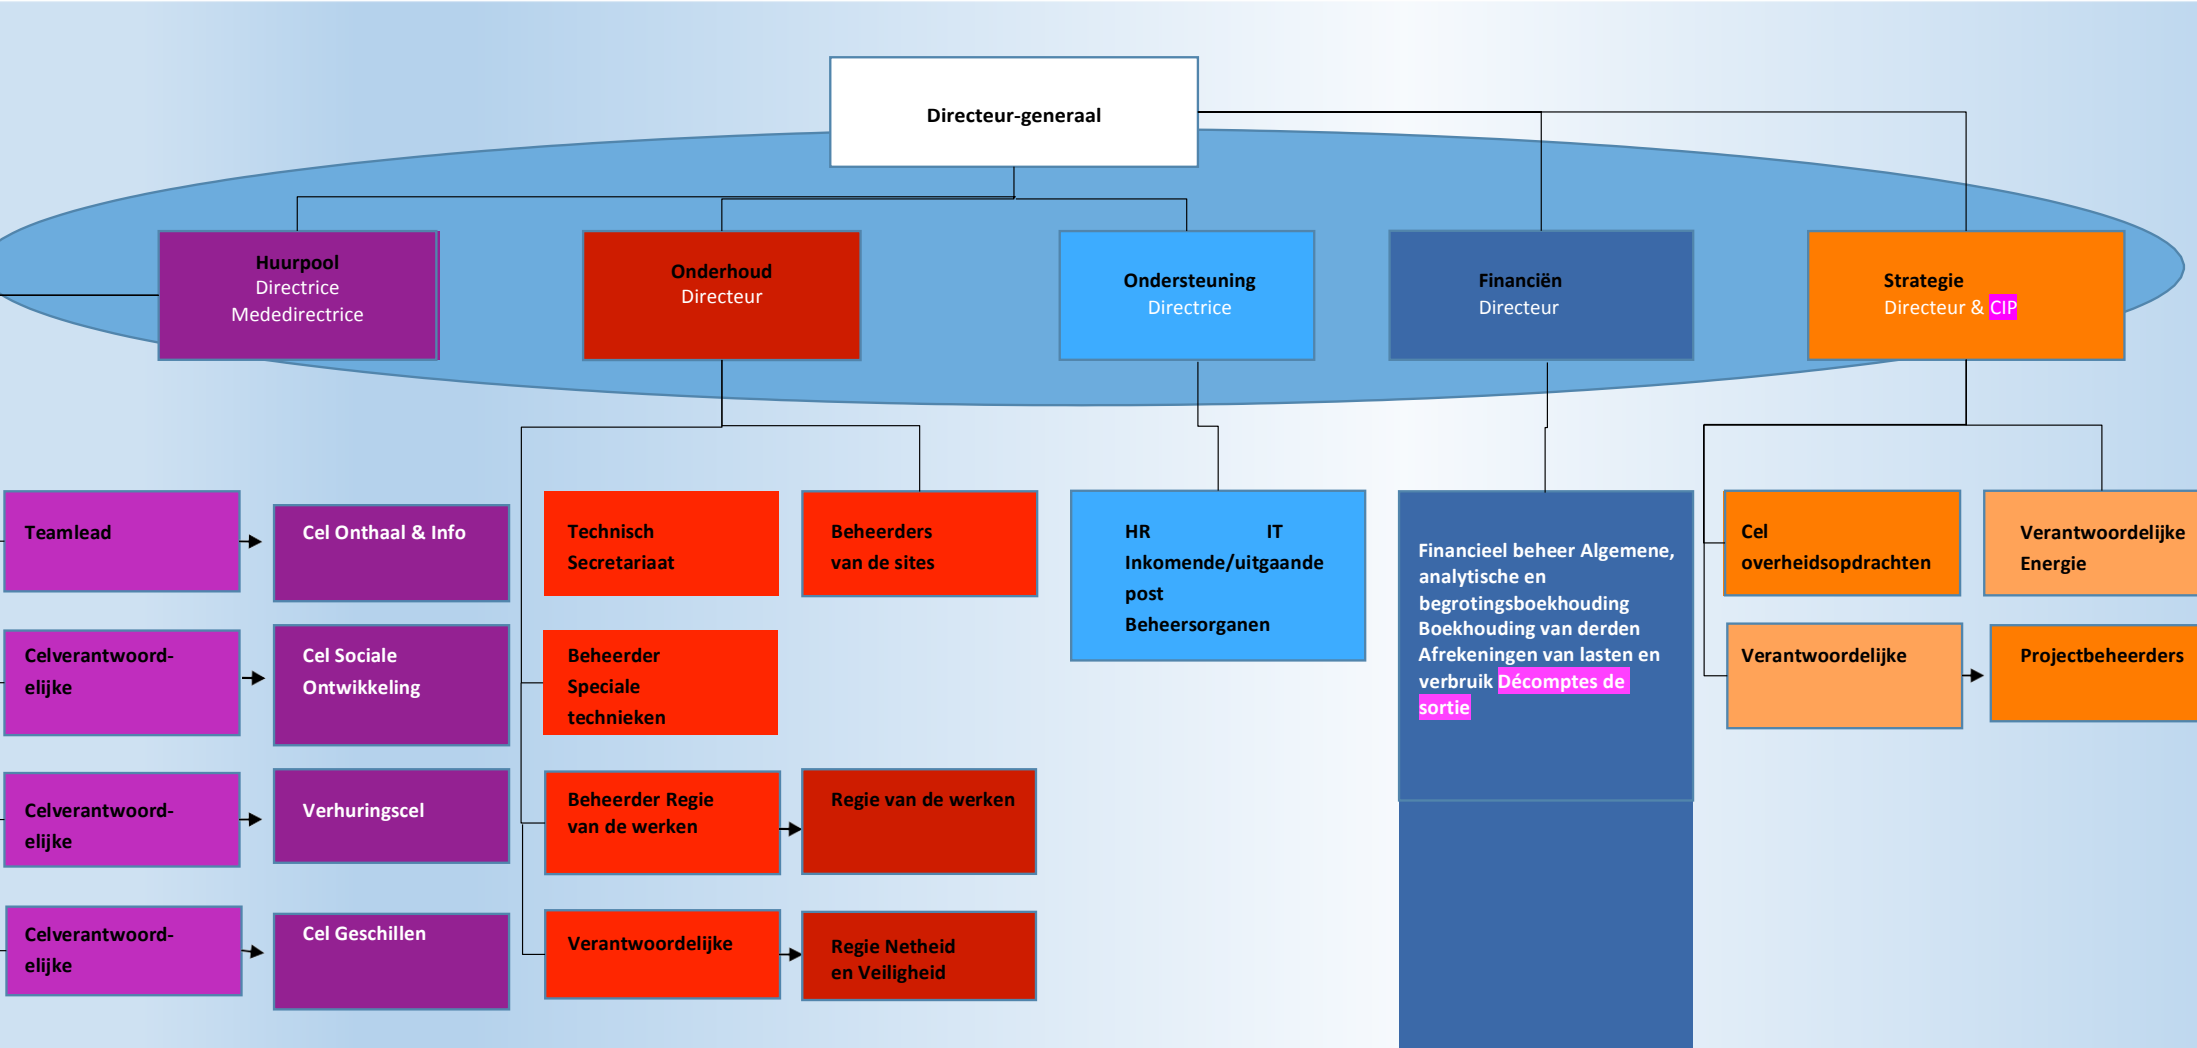 Directeur-generaal
Huurpool
Directrice
Mededirectrice
Onderhoud
Directeur
Ondersteuning
Directrice
Financiën
Directeur
Strategie
Directeur & CIP
Teamlead
Cel Onthaal & Info
Celverantwoord-
elijke
Cel Sociale
Ontwikkeling
Celverantwoord-
elijke
Verhuringscel
Celverantwoord-
elijke
Cel Geschillen
Technisch
Secretariaat
Beheerders
van de sites
Beheerder
Speciale
technieken
Beheerder Regie
van de werken
Regie van de werken
Verantwoordelijke
Regie Netheid
en Veiligheid
HR IT
Inkomende/uitgaande
post
Beheersorganen
Financieel beheer Algemene,
analytische en
begrotingsboekhouding
Boekhouding van derden
Afrekeningen van lasten en
verbruik Décomptes de
sortie
Cel
overheidsopdrachten
Verantwoordelijke
Energie
Verantwoordelijke
Projectbeheerders